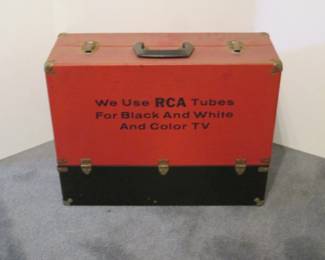 We Use RCA Tubes
For Black And White
And Color TV